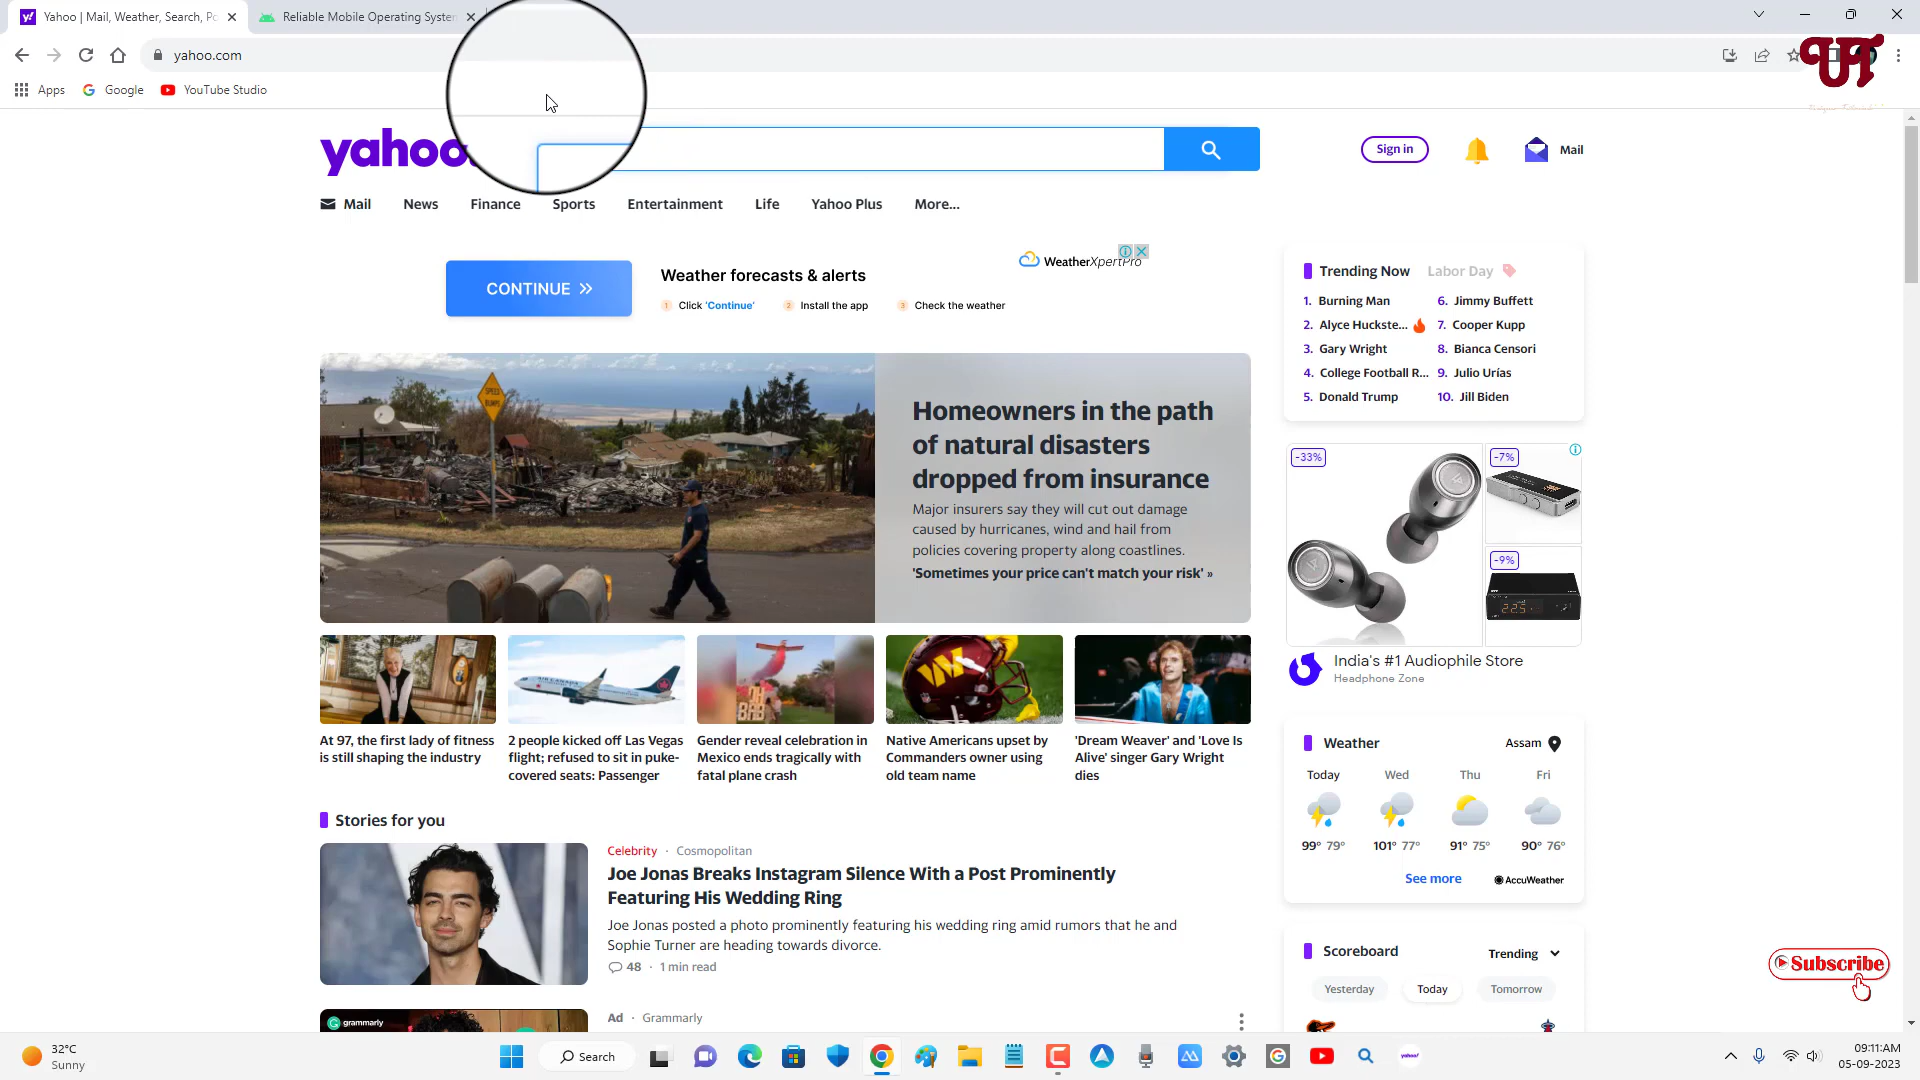 Yahoo | Mail, Weather, Search, Po
Reliable Mobile Operating System
yahoo.com
Apps
Google
YouTube Studio
UT
yahoo
Sign in
Mail
Mail
News
Finance
Sports
Entertainment
Life
Yahoo Plus
More...
CONTINUE »
Weather forecasts & alerts
1 Click 'Continue'
2 Install the app
3 Check the weather
WeatherXpertPro
Trending Now
Labor Day
1. Burning Man
2. Alyce Huckste...
3. Gary Wright
4. College Football R...
5. Donald Trump
6. Jimmy Buffett
7. Cooper Kupp
8. Bianca Censori
9. Julio Urías
10. Jill Biden
SPEED
BUMPS
Homeowners in the path
of natural disasters
dropped from insurance
Major insurers say they will cut out damage
caused by hurricanes, wind and hail from
policies covering property along coastlines.
'Sometimes your price can't match your risk' »
-33%
-7%
-9%
India's #1 Audiophile Store
Headphone Zone
AIR CANADA
At 97, the first lady of fitness
is still shaping the industry
2 people kicked off Las Vegas
flight; refused to sit in puke-
covered seats: Passenger
Gender reveal celebration in
Mexico ends tragically with
fatal plane crash
Native Americans upset by
Commanders owner using
old team name
'Dream Weaver' and 'Love Is
Alive' singer Gary Wright
dies
Weather
Assam
Today
Wed
Thu
Fri
99° 79°
101° 77°
91° 75°
90° 76°
See more
AccuWeather
Stories for you
Celebrity · Cosmopolitan
Joe Jonas Breaks Instagram Silence With a Post Prominently
Featuring His Wedding Ring
Joe Jonas posted a photo prominently featuring his wedding ring amid rumors that he and
Sophie Turner are heading towards divorce.
48 · 1 min read
Scoreboard
Trending
Yesterday
Today
Tomorrow
Subscribe
grammarly
Ad · Grammarly
32°C
Sunny
Search
yahoo!
09:11:AM
05-09-2023